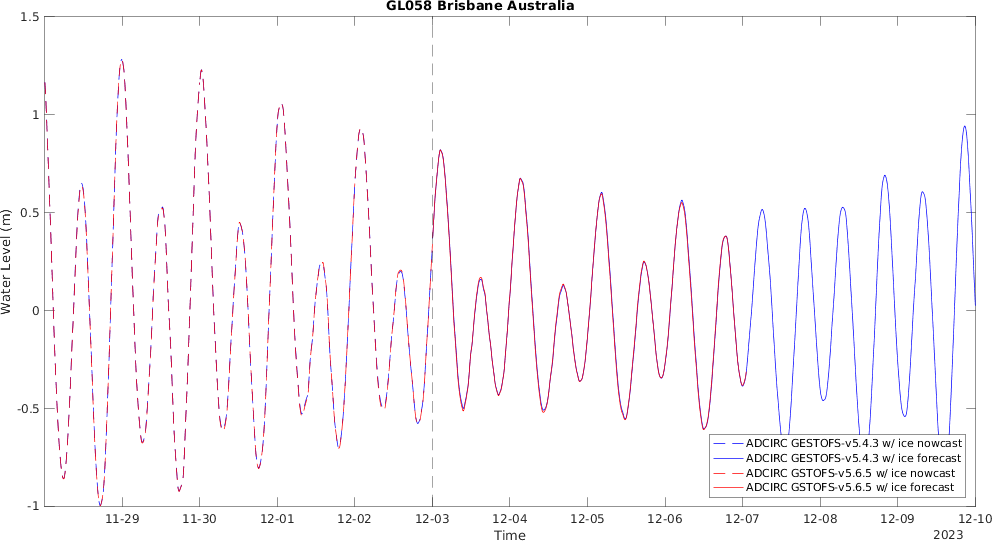 GL058 Brisbane Australia
1.5
1
0.5
0
-0.5
-1
Water Level (m)
11-29 11-30 12-01 12-02 12-03 12-04 12-05 12-06 12-07 12-08 12-09 12-10
Time
2023
ADCIRC GESTOFS-v5.4.3 w/ ice nowcast
ADCIRC GESTOFS-v5.4.3 w/ ice forecast
ADCIRC GSTOFS-v5.6.5 w/ ice nowcast
ADCIRC GSTOFS-v5.6.5 w/ ice forecast